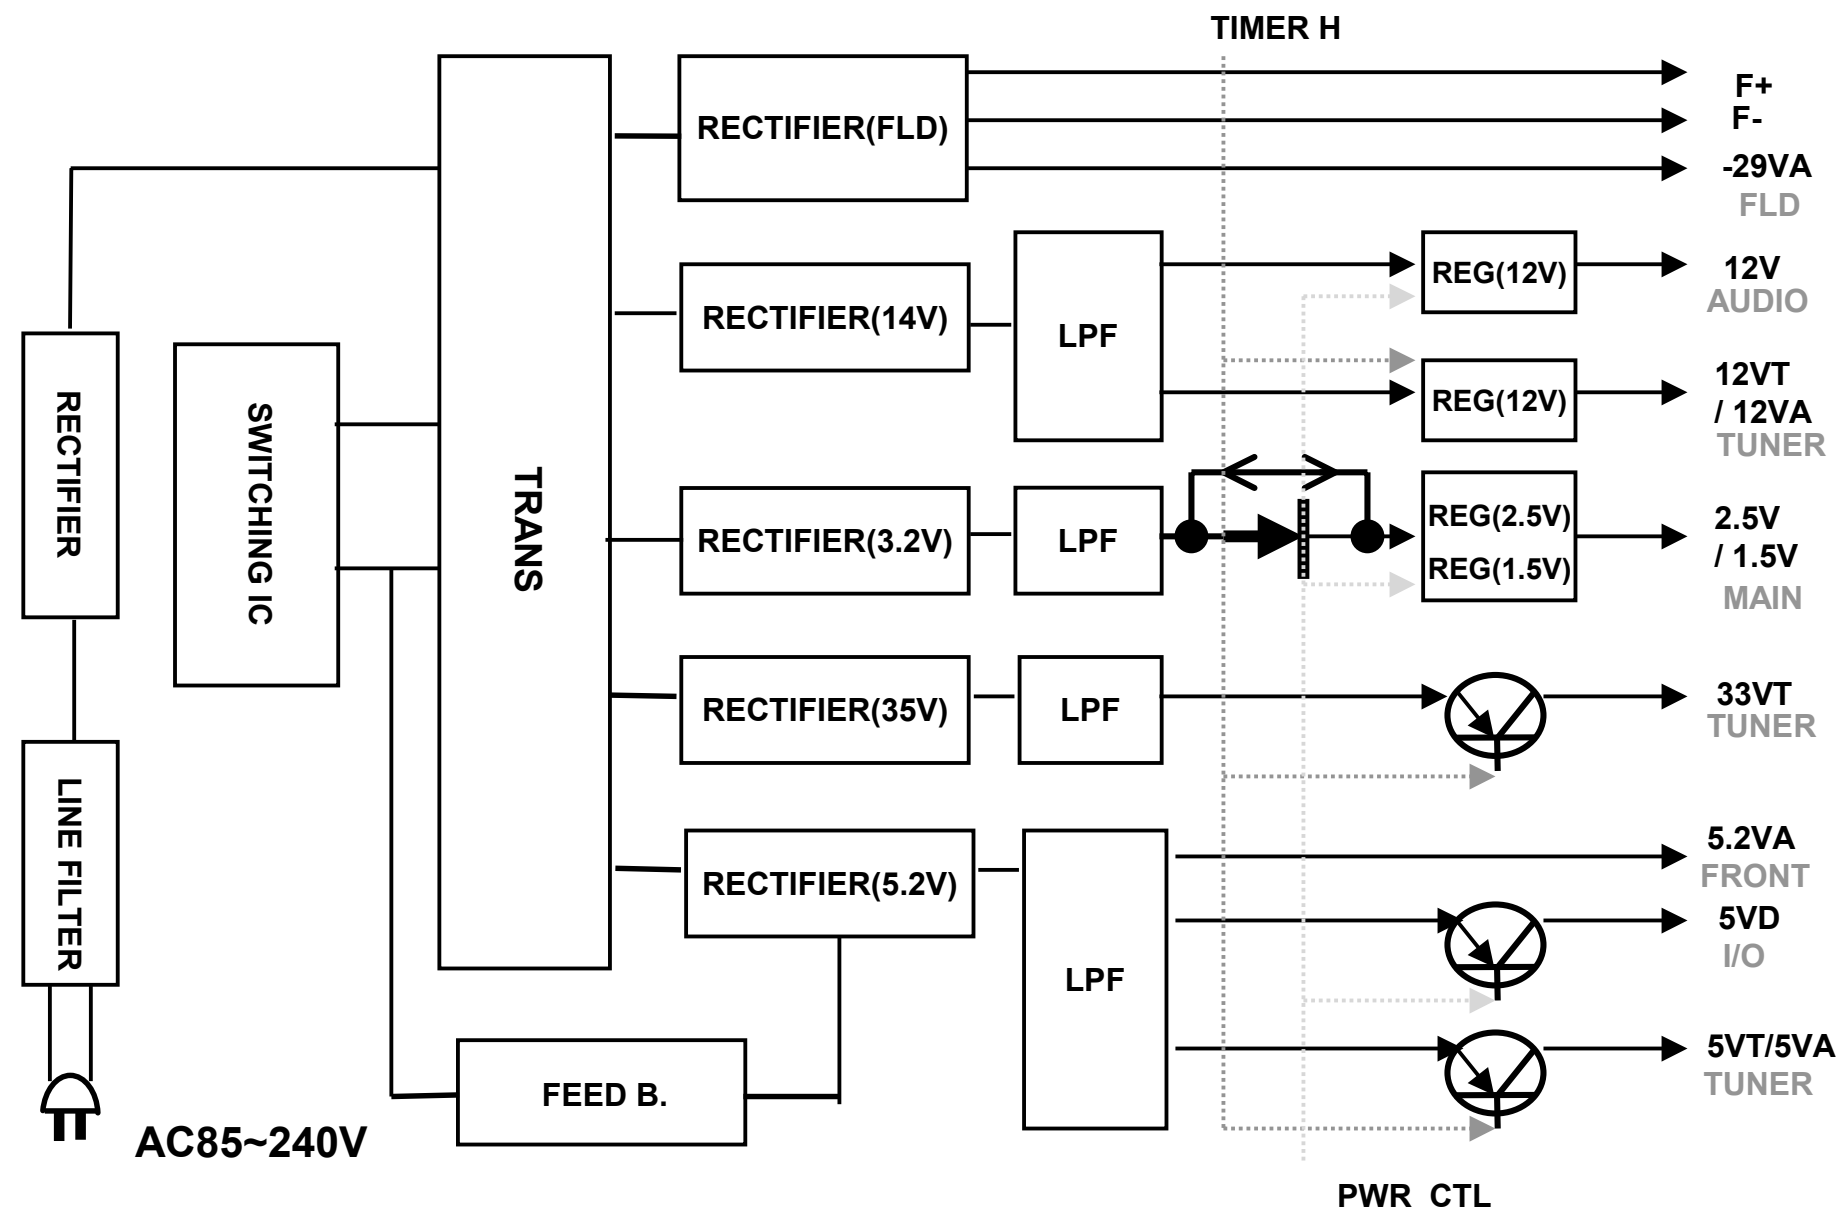 TIMER H
F+
F-
RECTIFIER(FLD)
-29VA
FLD
REG(12V)
12V
AUDIO
RECTIFIER(14V)
LPF
12VT
/ 12VA
REG(12V)
TUNER
RECTIFIER
SWITCHING IC
TRANS
RECTIFIER(3.2V)
LPF
REG(2.5V)
REG(1.5V)
2.5V
/ 1.5V
MAIN
RECTIFIER(35V)
LPF
33VT
TUNER
LINE FILTER
RECTIFIER(5.2V)
LPF
5.2VA
FRONT
5VD
I/O
5VT/5VA
TUNER
FEED B.
AC85~240V
PWR CTL